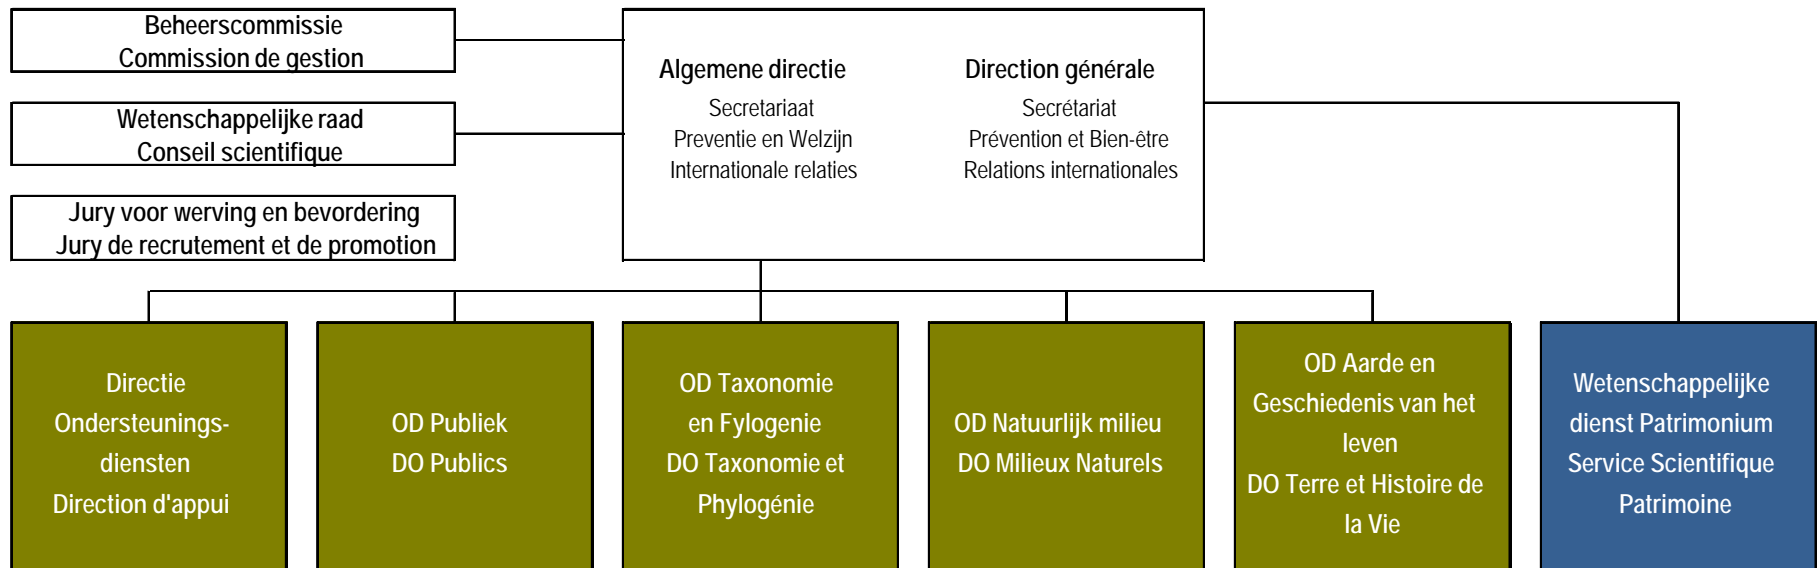 Beheerscommissie
Commission de gestion
Wetenschappelijke raad
Conseil scientifique
Jury voor werving en bevordering
Jury de recrutement et de promotion
Algemene directie
Secretariaat
Preventie en Welzijn
Internationale relaties
Direction générale
Secrétariat
Prévention et Bien-être
Relations internationales
Directie
Ondersteunings-
diensten
Direction d'appui
OD Publiek
DO Publics
OD Taxonomie
en Fylogenie
DO Taxonomie et
Phylogénie
OD Natuurlijk milieu
DO Milieux Naturels
OD Aarde en
Geschiedenis van het
leven
DO Terre et Histoire de
la Vie
Wetenschappelijke
dienst Patrimonium
Service Scientifique
Patrimoine